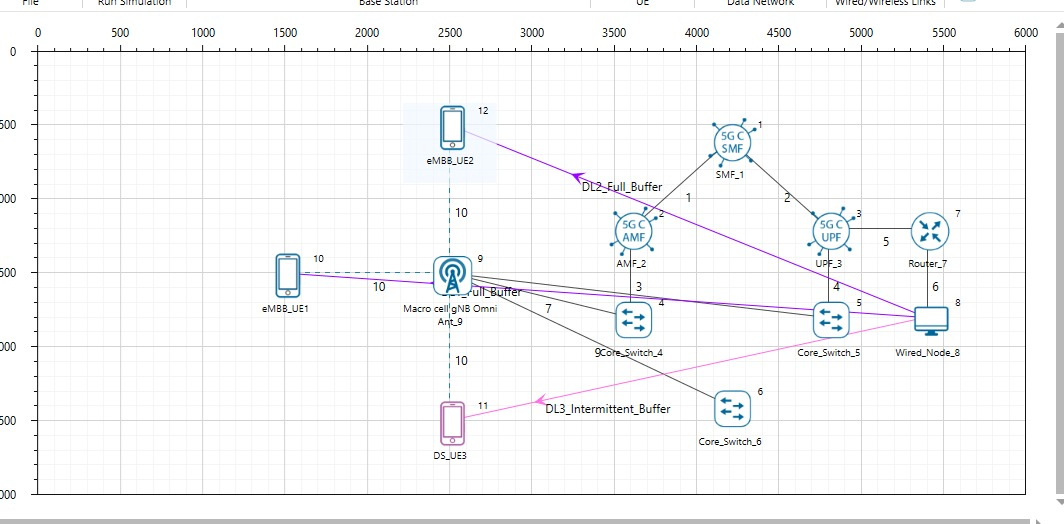 File Run Simulation Base Station UE Data Network Wired/Wireless Links
0 500 1000 1500 2000 2500 3000 3500 4000 4500 5000 5500 6000
0
12
500
1
5G C
SMF
eMBB_UE2
SMF_1
DL2_Full_Buffer
000
1
2
10
2
3
7
5G C
AMF
5G C
UPF
5
UPF_3
Router_7
AMF_2
10
9
500
10
3
4
6
Full_Buffer
eMBB_UE1
Macro cell gNB Omni
Ant_9
7
4
5
8
000
9
Core_Switch_4
Core_Switch_5
Wired_Node_8
10
6
11
DL3_Intermittent_Buffer
500
Core_Switch_6
DS_UE3
000